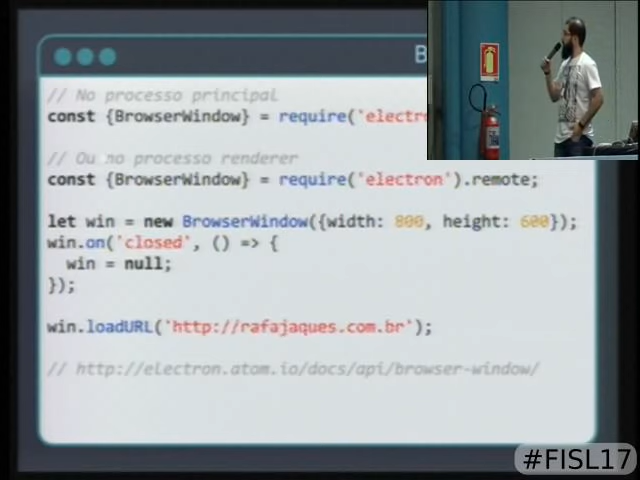 // No processo principal
const {BrowserWindow} = require('electro
// Ou no processo renderer
const {BrowserWindow} = require('electron').remote;
let win = new BrowserWindow({width: 800, height: 600});
win.on('closed', () => {
win = null;
});
win.loadURL('http://rafajaques.com.br');
// http://electron.atom.io/docs/api/browser-window/
#FISL17